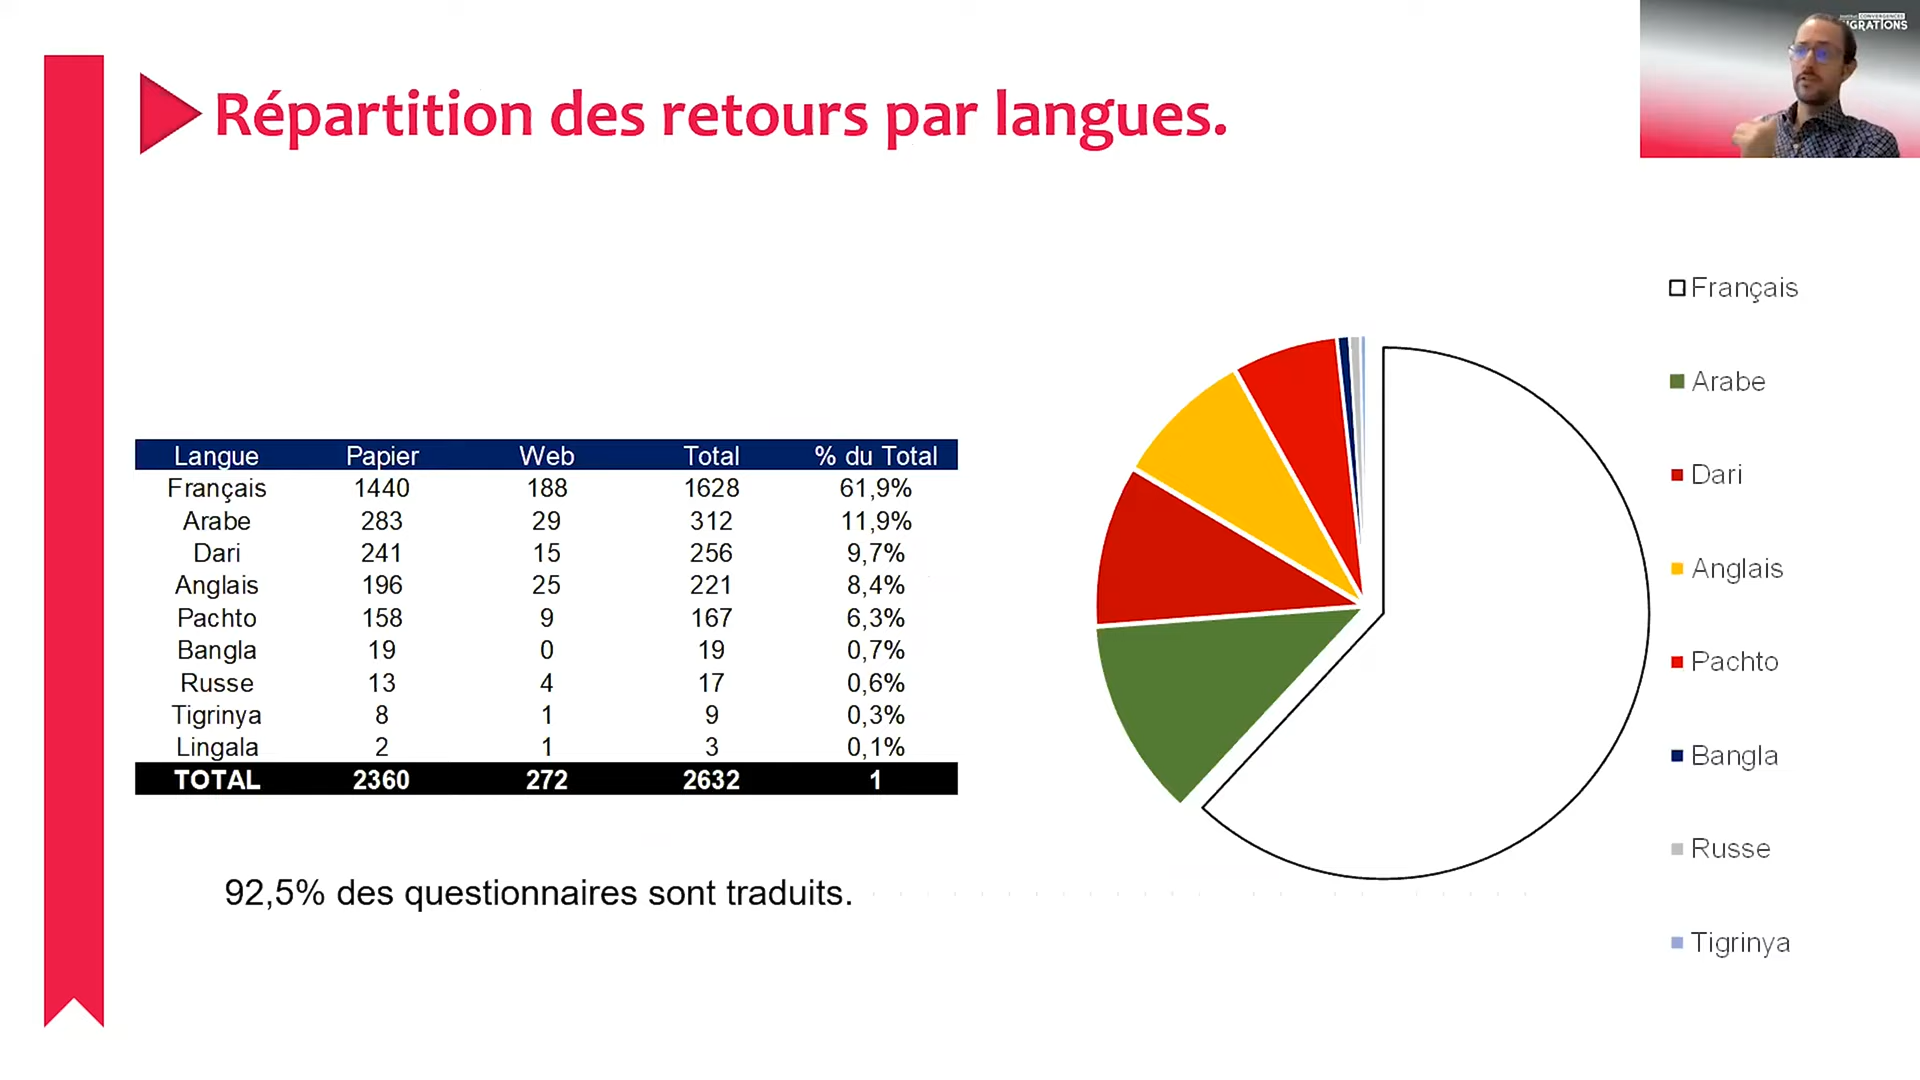 CONVERGENCES
MIGRATIONS
Répartition des retours par langues.
Langue Papier Web Total % du Total
Français 1440 188 1628 61,9%
Arabe 283 29 312 11,9%
Dari 241 15 256 9,7%
Anglais 196 25 221 8,4%
Pachto 158 9 167 6,3%
Bangla 19 0 19 0,7%
Russe 13 4 17 0,6%
Tigrinya 8 1 9 0,3%
Lingala 2 1 3 0,1%
TOTAL 2360 272 2632 1
92,5% des questionnaires sont traduits.
Français
Arabe
Dari
Anglais
Pachto
Bangla
Russe
Tigrinya